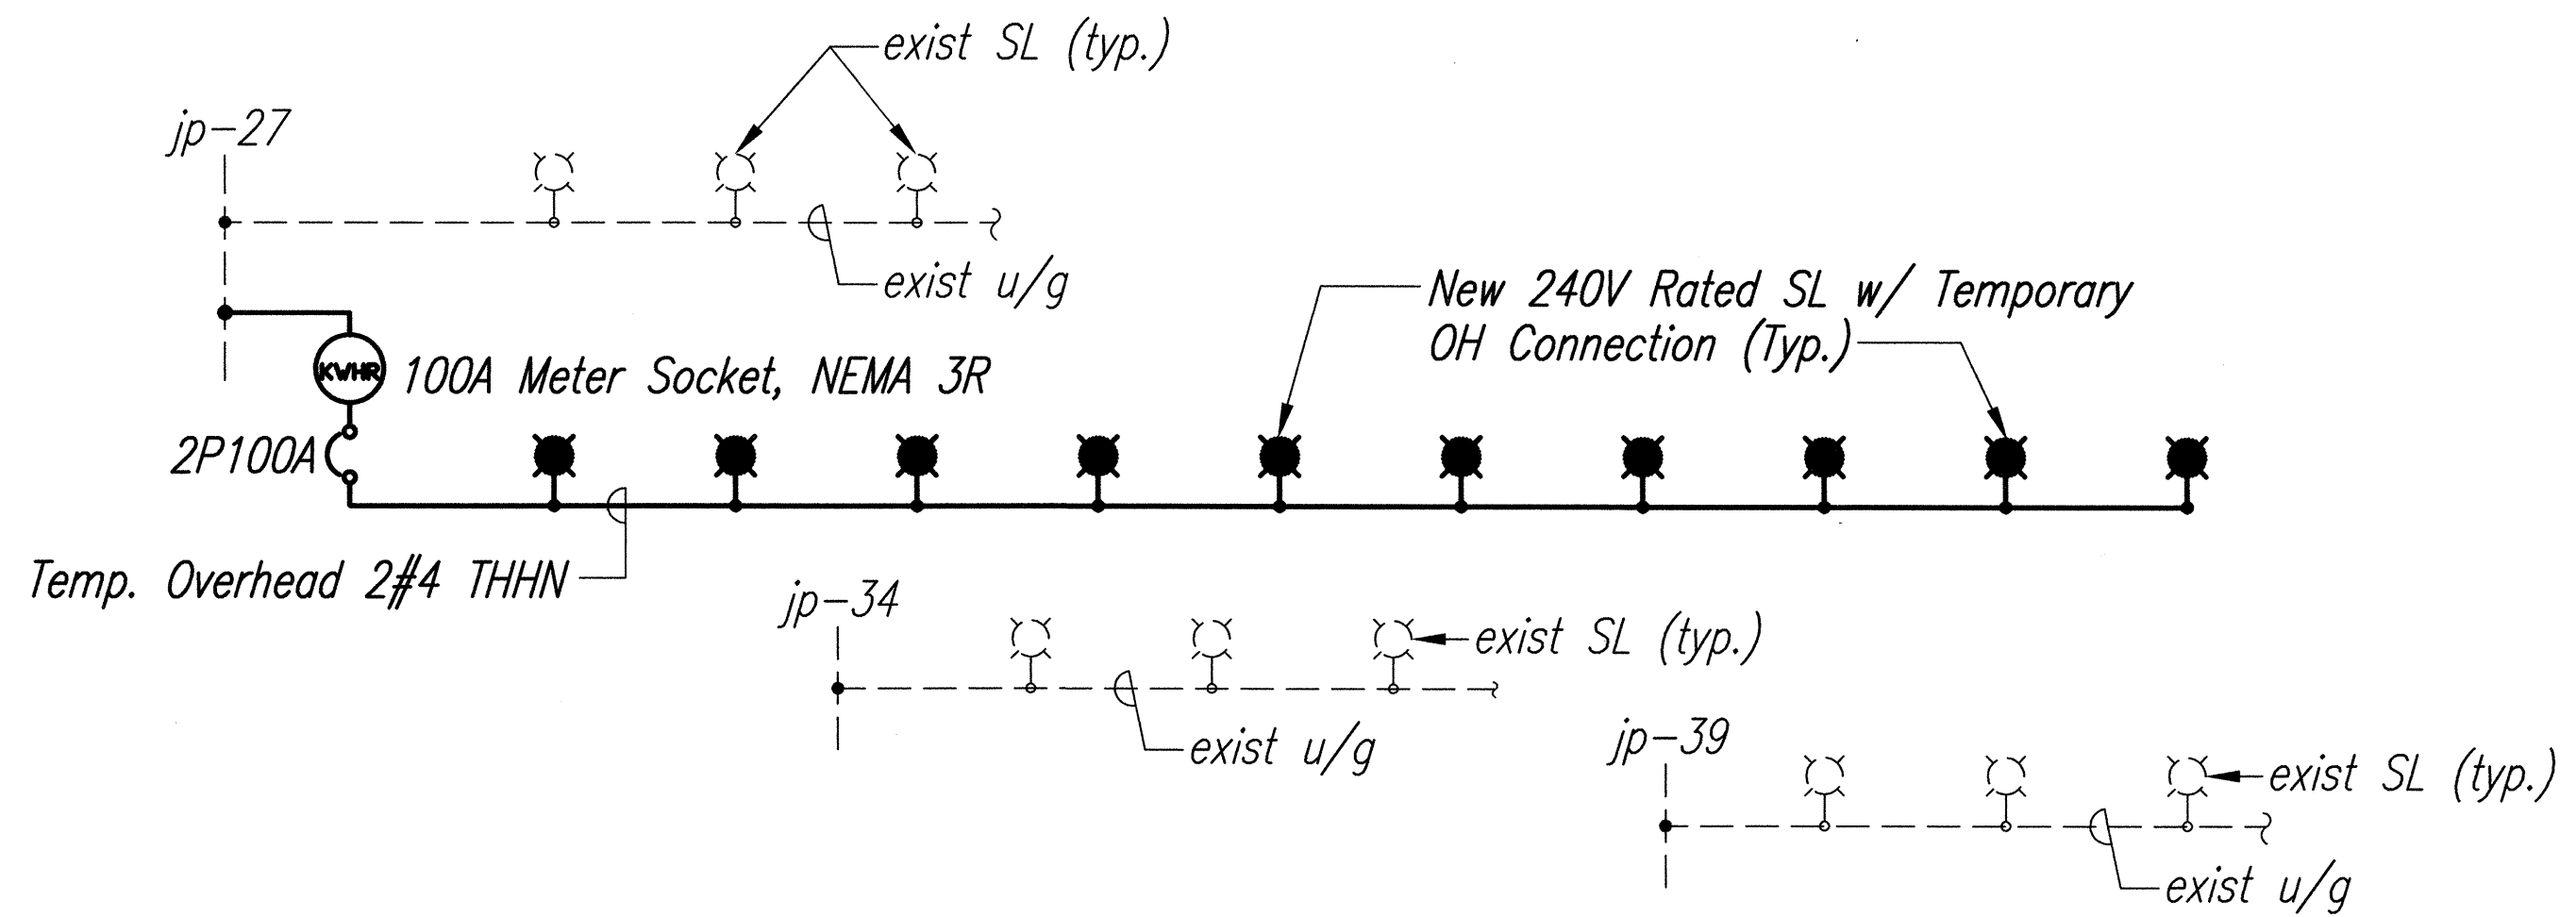 exist SL (typ.)
jp-27
exist u/g
New 240V Rated SL w/ Temporary
OH Connection (Typ.)
KWHR
100A Meter Socket, NEMA 3R
2P100A
Temp. Overhead 2#4 THHN
jp-34
exist SL (typ.)
exist u/g
jp-39
exist SL (typ.)
exist u/g